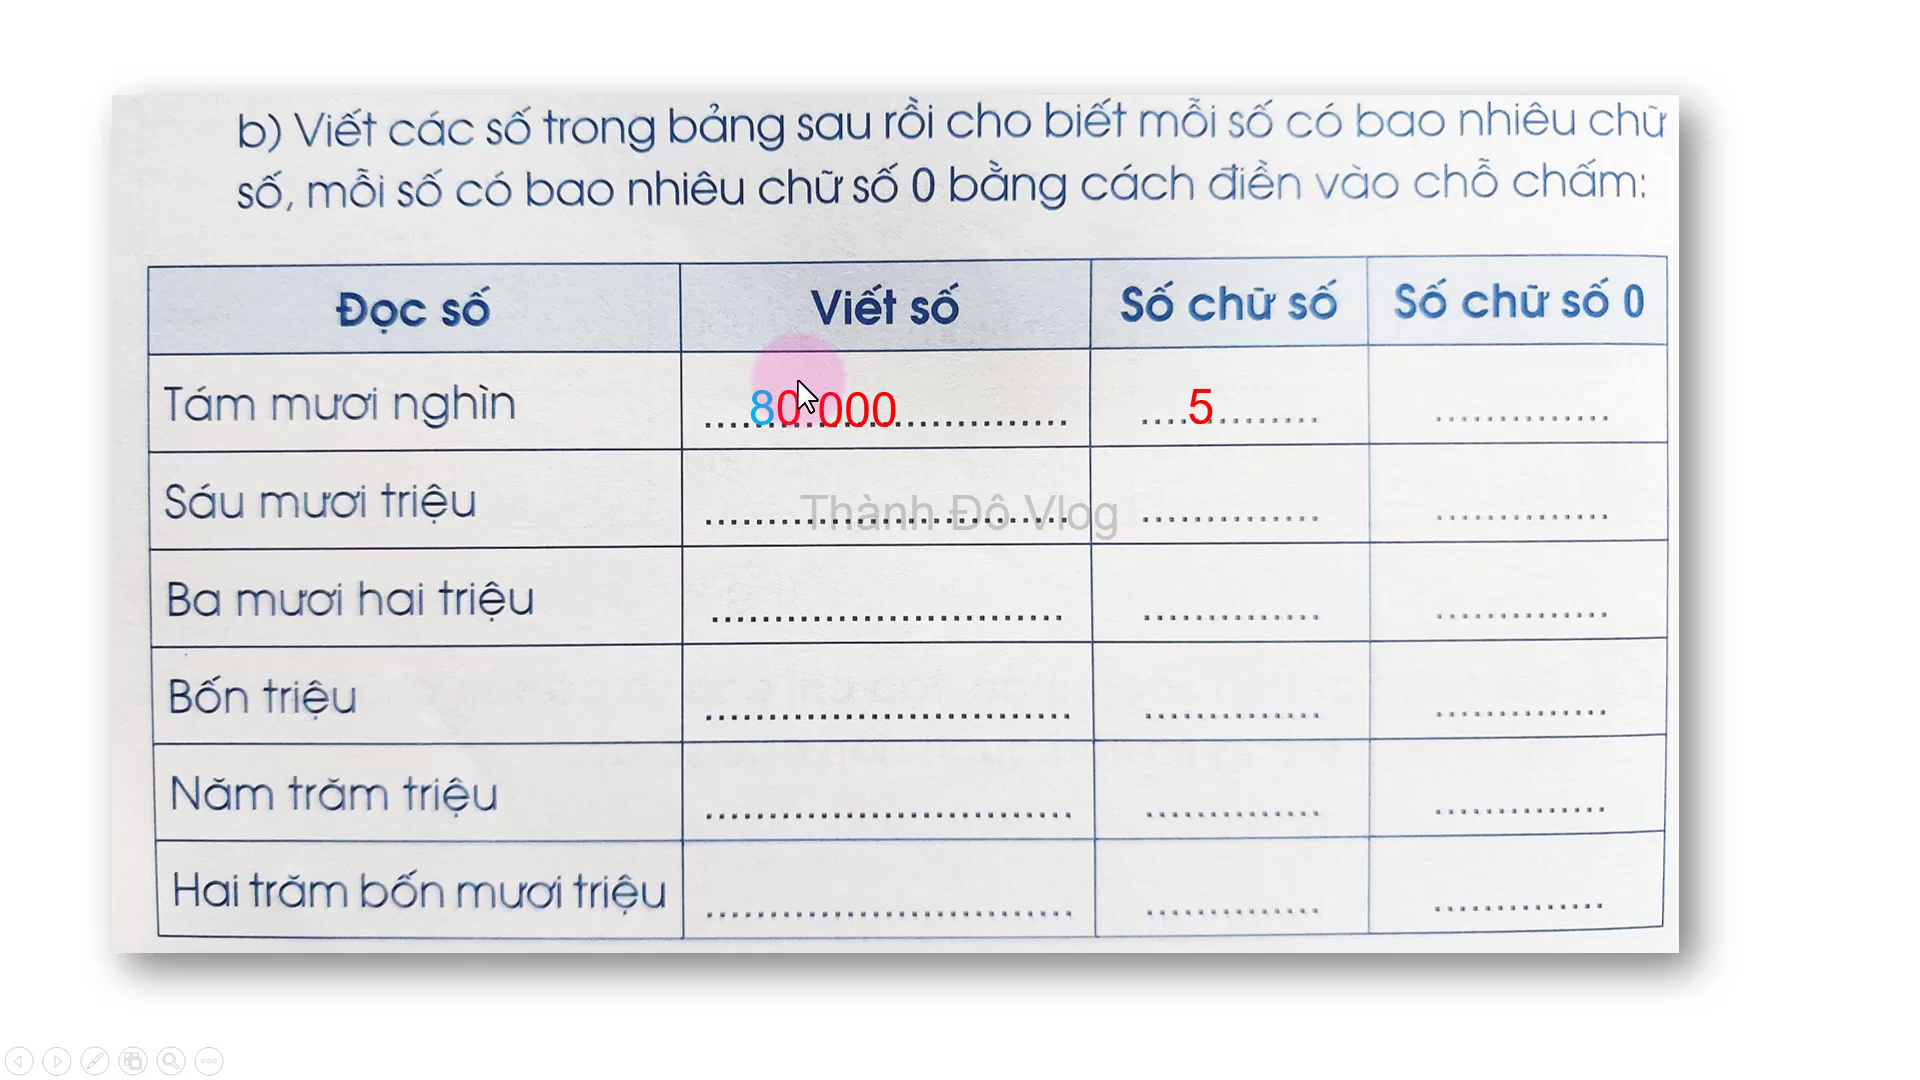 b) Viết các số trong bảng sau rồi cho biết mỗi số có bao nhiêu chữ
số, mỗi số có bao nhiêu chữ số 0 bằng cách điền vào chỗ chấm:
Đọc số Viết số Số chữ số Số chữ số 0
Tám mươi nghìn 80 000 5 ..............
Sáu mươi triệu ............................. .............. ..............
Thành Đô Vlog
Ba mươi hai triệu ............................ .............. ..............
Bốn triệu ............................. .............. ..............
Năm trăm triệu ............................. .............. ..............
Hai trăm bốn mươi triệu ............................. .............. ..............